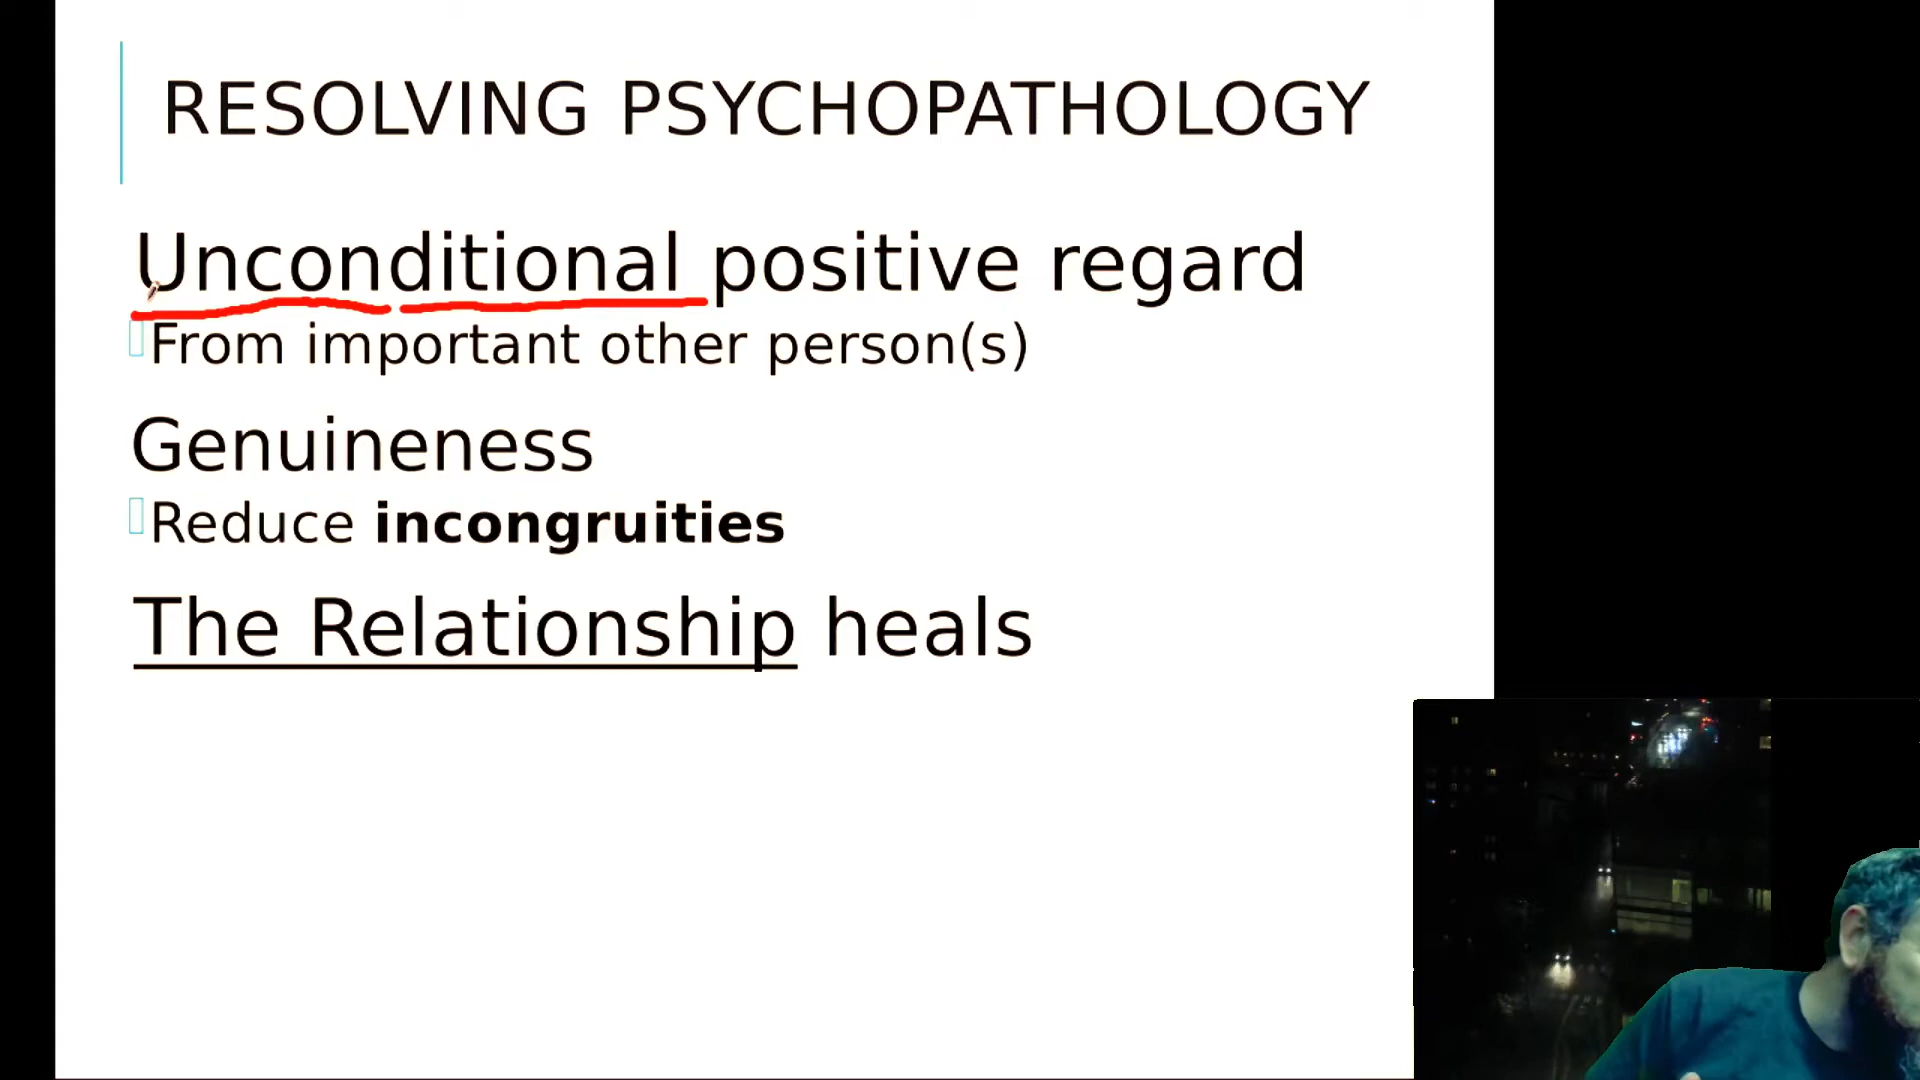 RESOLVING PSYCHOPATHOLOGY
Unconditional positive regard
From important other person(s)
Genuineness
Reduce incongruities
The Relationship heals